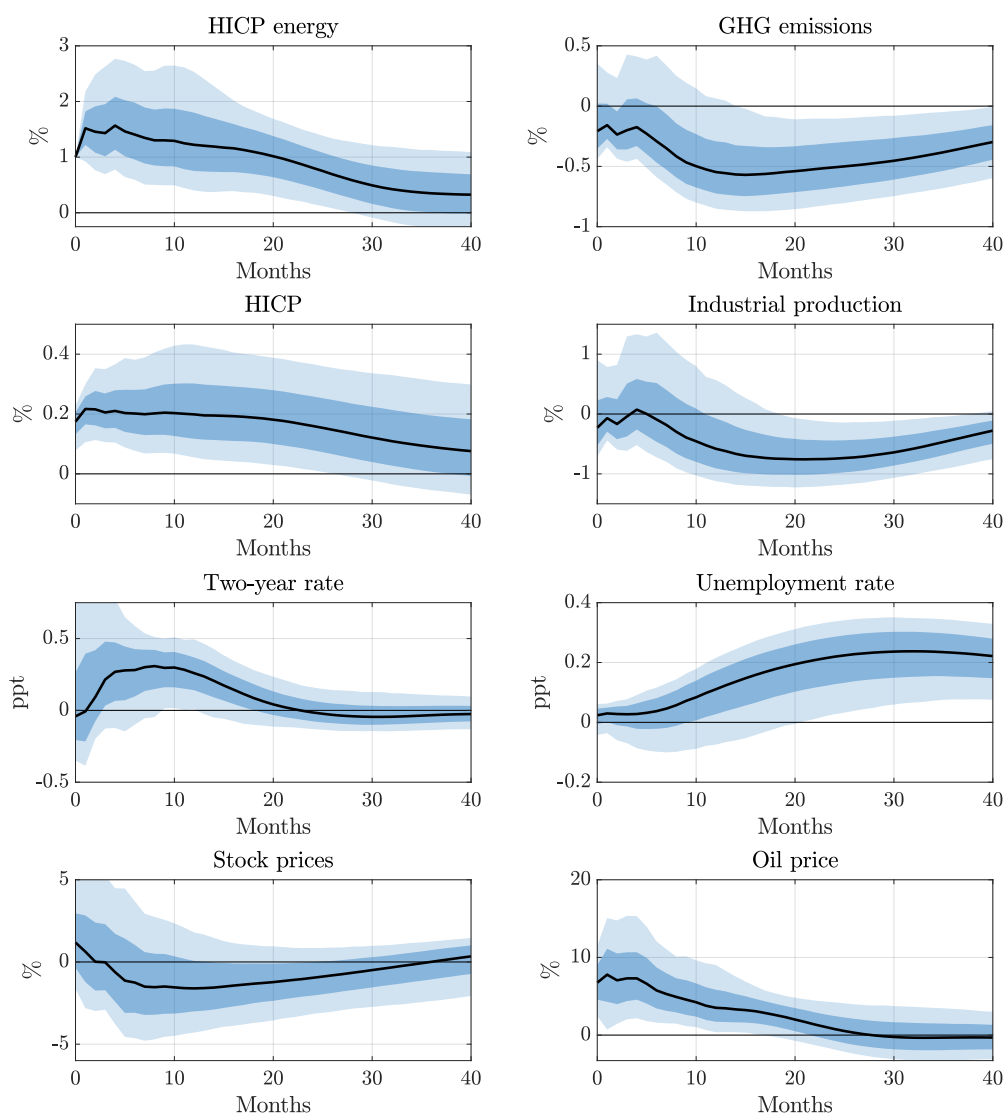 HICP energy
3
2
1
0
%
0 10 20 30 40
Months
GHG emissions
0.5
0
-0.5
-1
%
0 10 20 30 40
Months
HICP
0.4
0.2
0
%
0 10 20 30 40
Months
Industrial production
1
0
-1
%
0 10 20 30 40
Months
Two-year rate
0.5
0
-0.5
ppt
0 10 20 30 40
Months
Unemployment rate
0.4
0.2
0
-0.2
ppt
0 10 20 30 40
Months
Stock prices
5
0
-5
%
0 10 20 30 40
Months
Oil price
20
10
0
%
0 10 20 30 40
Months